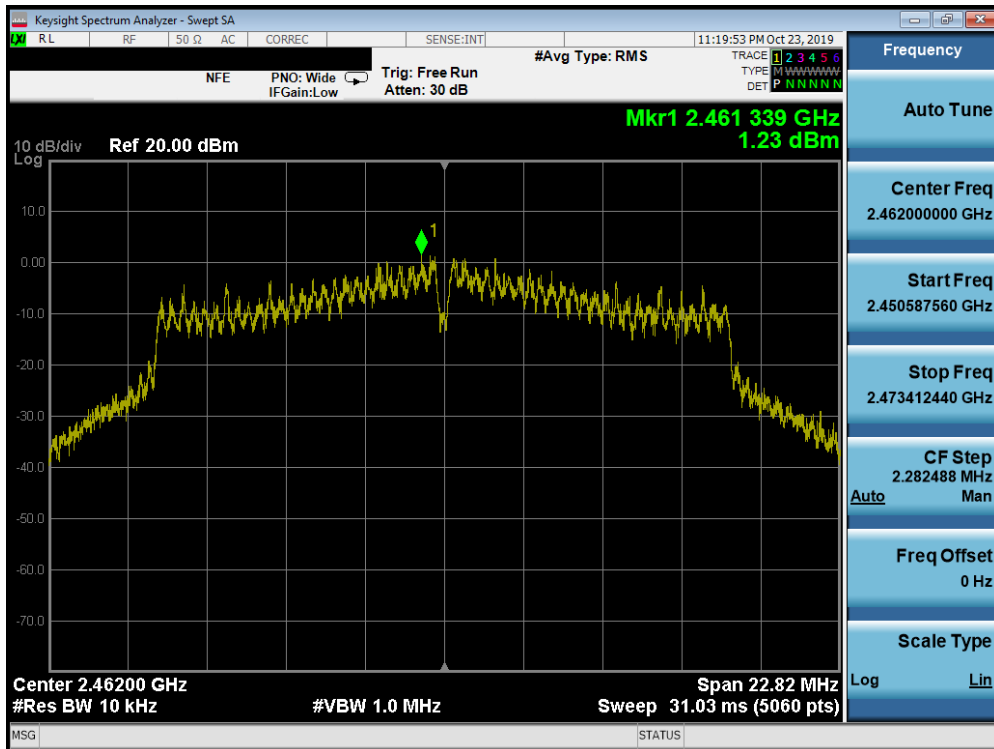 Keysight Spectrum Analyzer - Swept SA
LXI RL RF 50 Ω AC CORREC SENSE:INT 11:19:53 PM Oct 23, 2019
#Avg Type: RMS TRACE 1 2 3 4 5 6
NFE PNO: Wide Trig: Free Run TYPE M WWWWW
IFGain:Low Atten: 30 dB DET P N N N N N
Mkr1 2.461 339 GHz
1.23 dBm
10 dB/div Ref 20.00 dBm
Log
10.0
1
0.00
-10.0
-20.0
-30.0
-40.0
-50.0
-60.0
-70.0
Center 2.46200 GHz Span 22.82 MHz
#Res BW 10 kHz #VBW 1.0 MHz Sweep 31.03 ms (5060 pts)
MSG STATUS
Frequency
Auto Tune
Center Freq
2.462000000 GHz
Start Freq
2.450587560 GHz
Stop Freq
2.473412440 GHz
CF Step
2.282488 MHz
Auto Man
Freq Offset
0 Hz
Scale Type
Log Lin